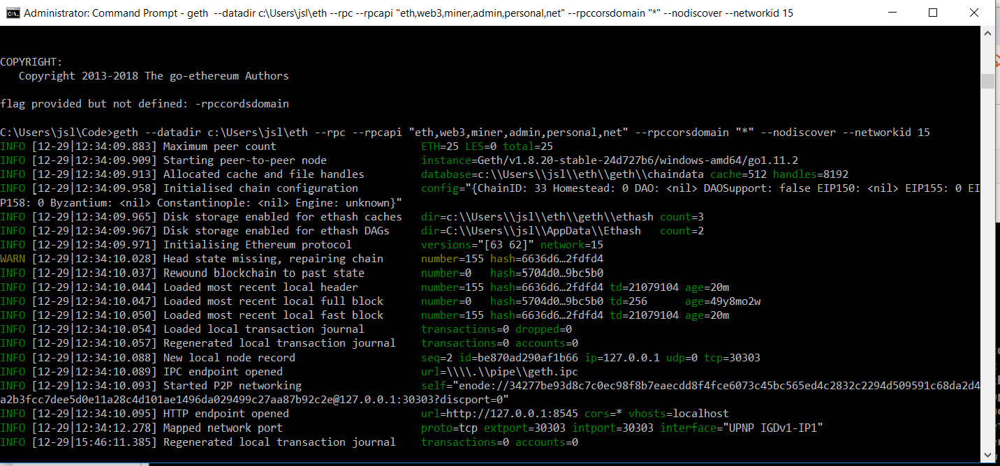 Administrator: Command Prompt - geth  --datadir c:\Users\jsl\eth --rpc --rpcapi "eth,web3,miner,admin,personal,net" --rpccorsdomain "*" --nodiscover --networkid 15
COPYRIGHT:
   Copyright 2013-2018 The go-ethereum Authors
flag provided but not defined: -rpccordsdomain
C:\Users\jsl\Code>geth --datadir c:\Users\jsl\eth --rpc --rpcapi "eth,web3,miner,admin,personal,net" --rpccorsdomain "*" --nodiscover --networkid 15
INFO [12-29|12:34:09.883] Maximum peer count                       ETH=25 LES=0 total=25
INFO [12-29|12:34:09.909] Starting peer-to-peer node               instance=Geth/v1.8.20-stable-24d727b6/windows-amd64/go1.11.2
INFO [12-29|12:34:09.913] Allocated cache and file handles         database=c:\\Users\\jsl\\eth\\geth\\chaindata cache=512 handles=8192
INFO [12-29|12:34:09.958] Initialised chain configuration          config="{ChainID: 33 Homestead: 0 DAO: <nil> DAOSupport: false EIP150: <nil> EIP155: 0 EI
P158: 0 Byzantium: <nil> Constantinople: <nil> Engine: unknown}"
INFO [12-29|12:34:09.965] Disk storage enabled for ethash caches   dir=c:\\Users\\jsl\\eth\\geth\\ethash count=3
INFO [12-29|12:34:09.967] Disk storage enabled for ethash DAGs     dir=C:\\Users\\jsl\\AppData\\Ethash   count=2
INFO [12-29|12:34:09.971] Initialising Ethereum protocol           versions="[63 62]" network=15
WARN [12-29|12:34:10.028] Head state missing, repairing chain      number=155 hash=6636d6…2fdfd4
INFO [12-29|12:34:10.037] Rewound blockchain to past state         number=0   hash=5704d0…9bc5b0
INFO [12-29|12:34:10.044] Loaded most recent local header          number=155 hash=6636d6…2fdfd4 td=21079104 age=20m
INFO [12-29|12:34:10.047] Loaded most recent local full block      number=0   hash=5704d0…9bc5b0 td=256      age=49y8mo2w
INFO [12-29|12:34:10.050] Loaded most recent local fast block      number=155 hash=6636d6…2fdfd4 td=21079104 age=20m
INFO [12-29|12:34:10.054] Loaded local transaction journal         transactions=0 dropped=0
INFO [12-29|12:34:10.057] Regenerated local transaction journal    transactions=0 accounts=0
INFO [12-29|12:34:10.088] New local node record                    seq=2 id=be870ad290af1b66 ip=127.0.0.1 udp=0 tcp=30303
INFO [12-29|12:34:10.089] IPC endpoint opened                      url=\\\\.\\pipe\\geth.ipc
INFO [12-29|12:34:10.093] Started P2P networking                   self="enode://34277be93d8c7c0ec98f8b7eaecdd8f4fce6073c45bc565ed4c2832c2294d509591c68da2d4
a2b3fcc7dee5d0e11a28c4d101ae1496da029499c27aa87b92c2e@127.0.0.1:30303?discport=0"
INFO [12-29|12:34:10.095] HTTP endpoint opened                     url=http://127.0.0.1:8545 cors=* vhosts=localhost
INFO [12-29|12:34:12.278] Mapped network port                      proto=tcp extport=30303 intport=30303 interface="UPNP IGDv1-IP1"
INFO [12-29|15:46:11.385] Regenerated local transaction journal    transactions=0 accounts=0